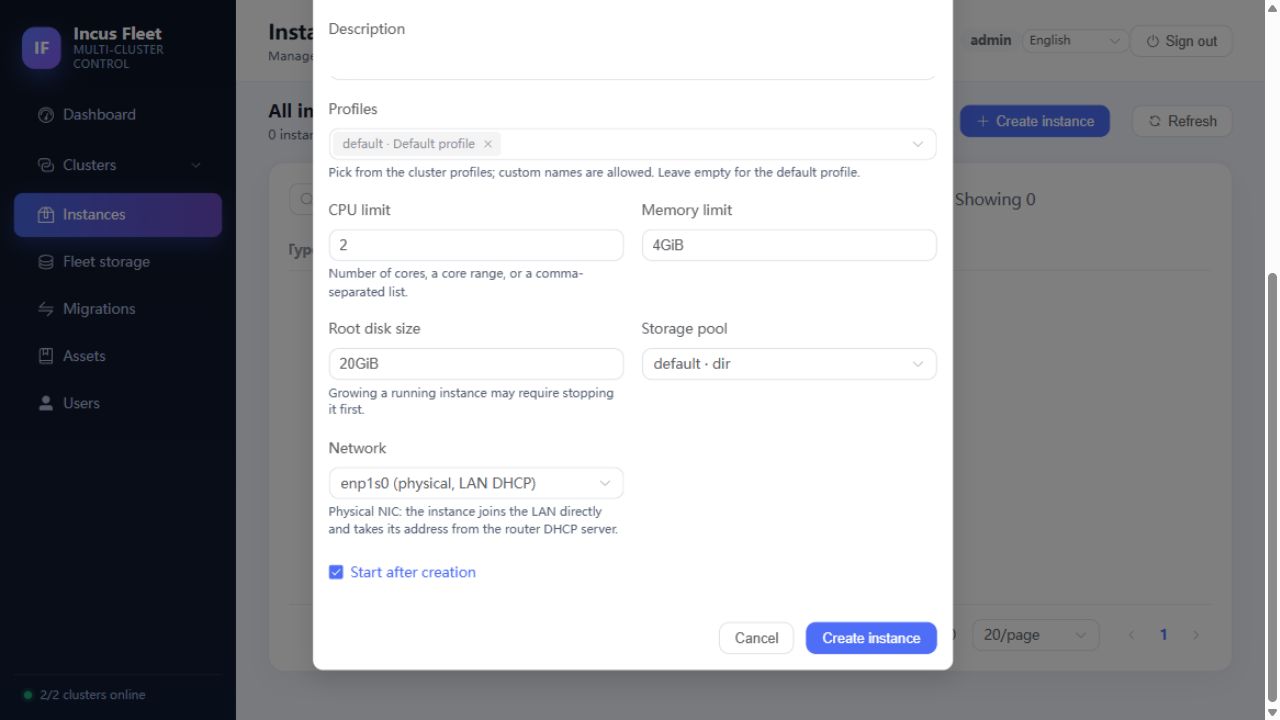 IF
Incus Fleet
MULTI-CLUSTER
CONTROL
Dashboard
Clusters
Instances
Fleet storage
Migrations
Assets
Users
2/2 clusters online
admin
English
Sign out
Create instance
Refresh
Showing 0
20/page
1
Description
Profiles
default · Default profile ×
Pick from the cluster profiles; custom names are allowed. Leave empty for the default profile.
CPU limit
Memory limit
2
4GiB
Number of cores, a core range, or a comma-
separated list.
Root disk size
Storage pool
20GiB
default · dir
Growing a running instance may require stopping
it first.
Network
enp1s0 (physical, LAN DHCP)
Physical NIC: the instance joins the LAN directly
and takes its address from the router DHCP server.
Start after creation
Cancel
Create instance